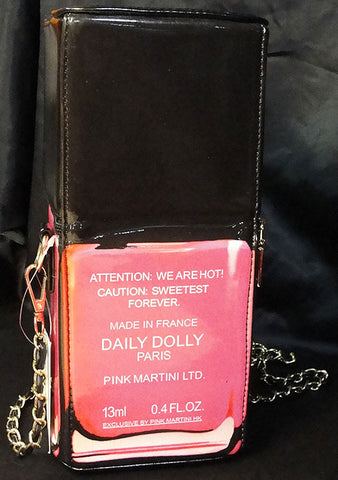 ATTENTION: WE ARE HOT!
CAUTION: SWEETEST
FOREVER.
MADE IN FRANCE
DAILY DOLLY
PARIS
PINK MARTINI LTD.
13ml 0.4 FL.OZ.
EXCLUSIVE BY PINK MARTINI HK